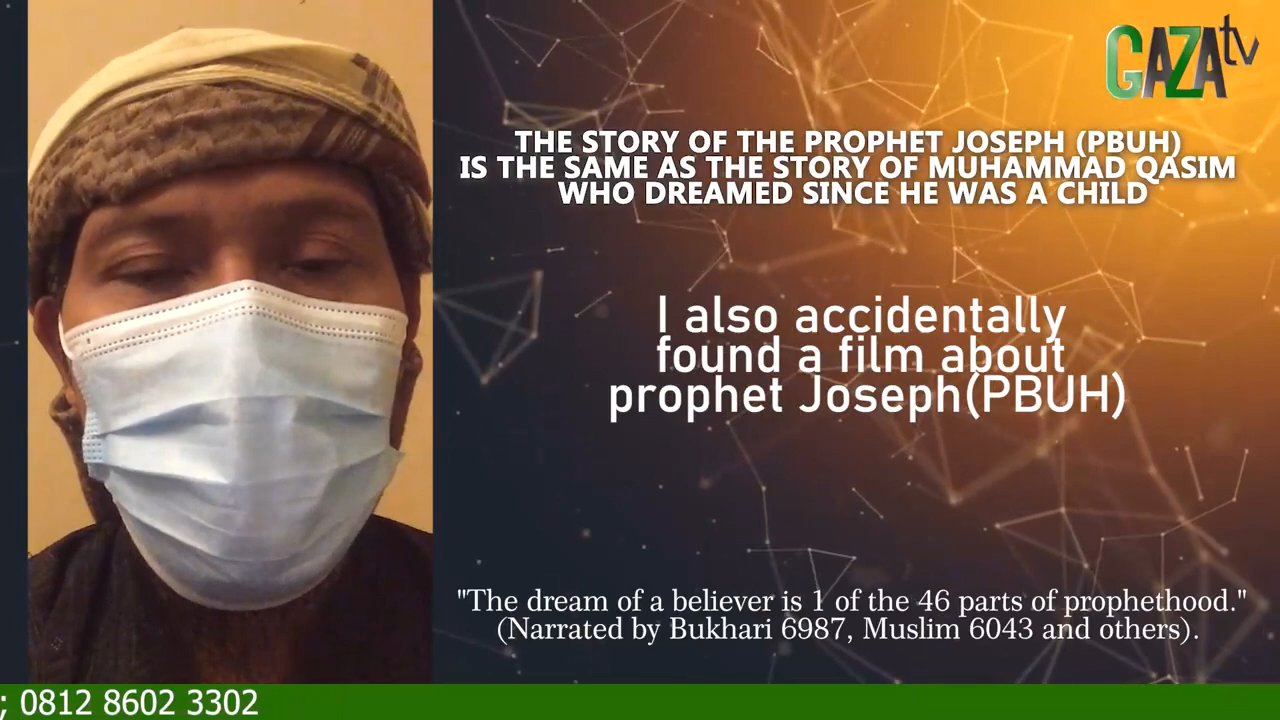 GAZAtv
THE STORY OF THE PROPHET JOSEPH (PBUH)
IS THE SAME AS THE STORY OF MUHAMMAD QASIM
WHO DREAMED SINCE HE WAS A CHILD
I also accidentally
found a film about
prophet Joseph(PBUH)
"The dream of a believer is 1 of the 46 parts of prophethood."
(Narrated by Bukhari 6987, Muslim 6043 and others).
; 0812 8602 3302